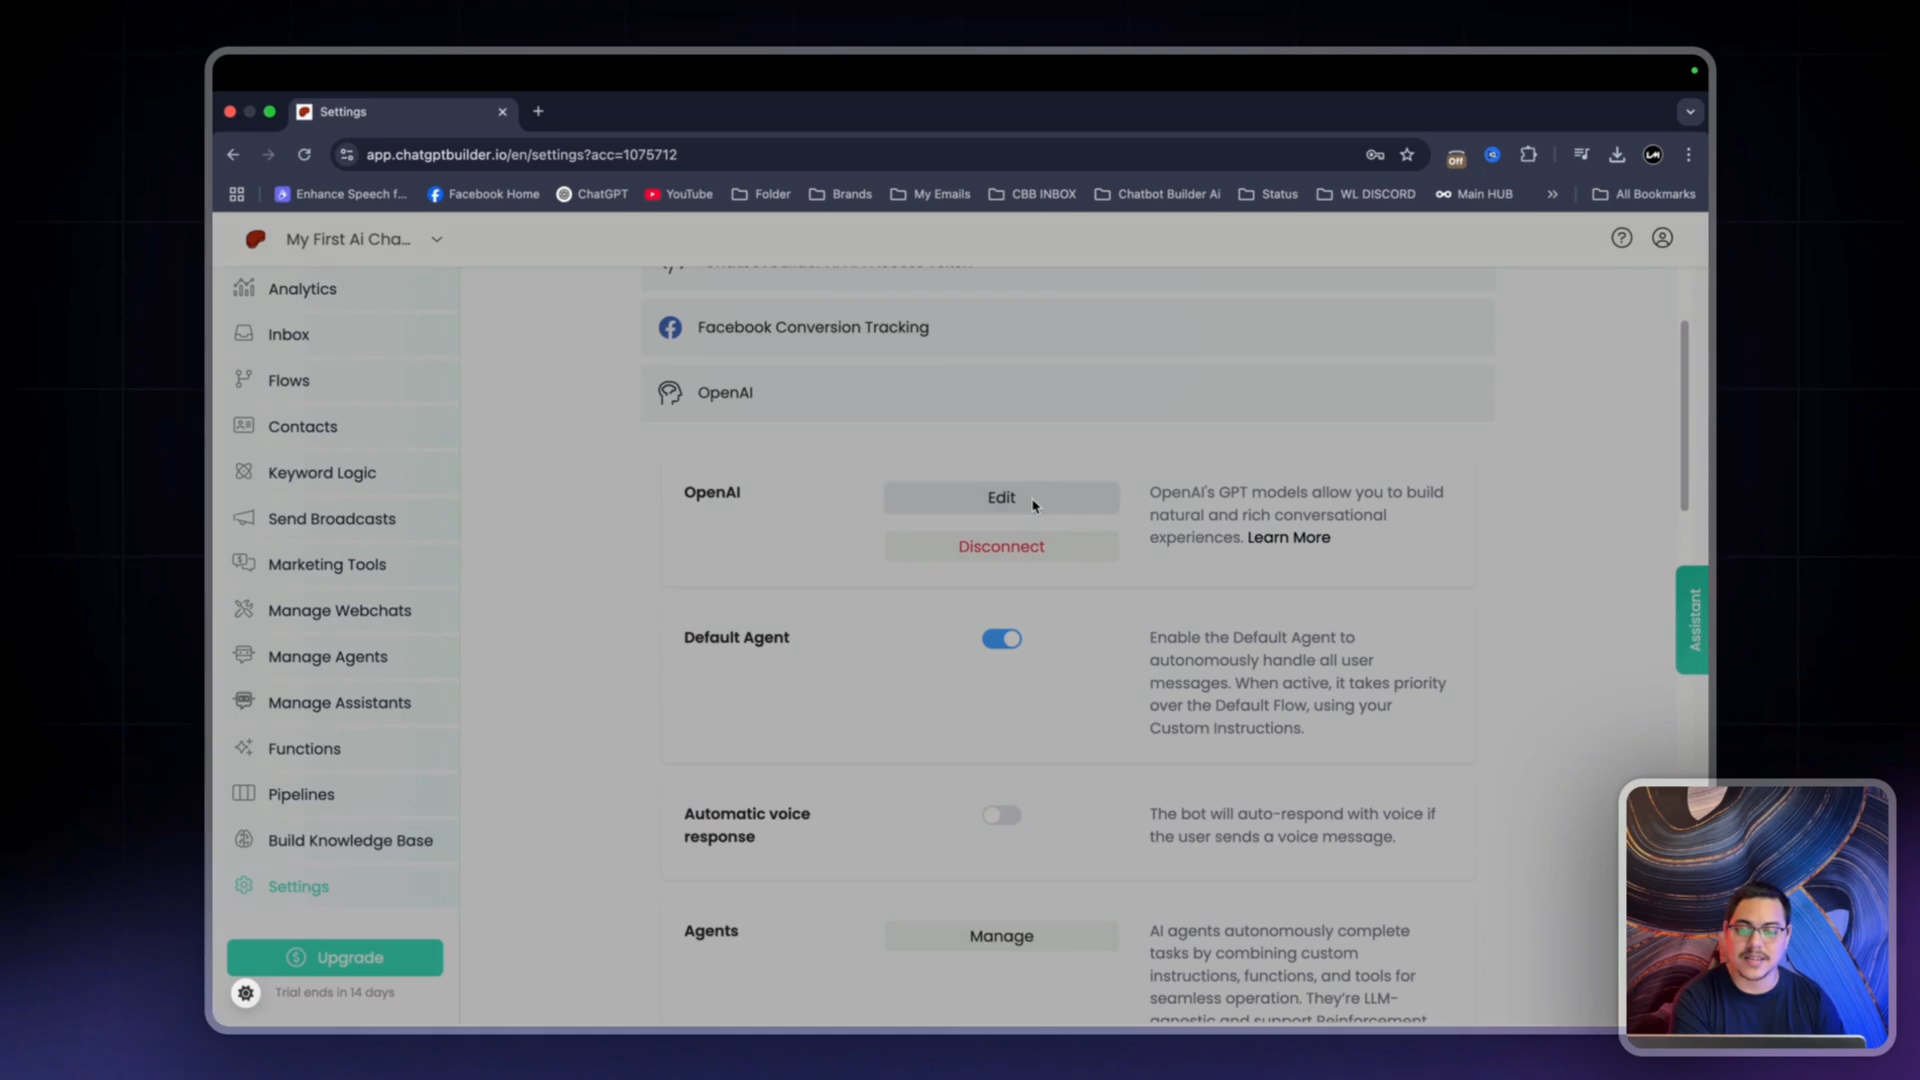 Settings
app.chatgptbuilder.io/en/settings?acc=1075712
Off
Enhance Speech f...
Facebook Home
ChatGPT
YouTube
Folder
Brands
My Emails
CBB INBOX
Chatbot Builder Ai
Status
WL DISCORD
Main HUB
»
All Bookmarks
My First Ai Cha...
Analytics
Inbox
Flows
Contacts
Keyword Logic
Send Broadcasts
Marketing Tools
Manage Webchats
Manage Agents
Manage Assistants
Functions
Pipelines
Build Knowledge Base
Settings
Upgrade
Trial ends in 14 days
Facebook Conversion Tracking
OpenAI
OpenAI
Edit
Disconnect
OpenAI's GPT models allow you to build
natural and rich conversational
experiences. Learn More
Default Agent
Enable the Default Agent to
autonomously handle all user
messages. When active, it takes priority
over the Default Flow, using your
Custom Instructions.
Automatic voice
response
The bot will auto-respond with voice if
the user sends a voice message.
Agents
Manage
AI agents autonomously complete
tasks by combining custom
instructions, functions, and tools for
seamless operation. They're LLM-
agnostic and support Reinforcement
Assistant